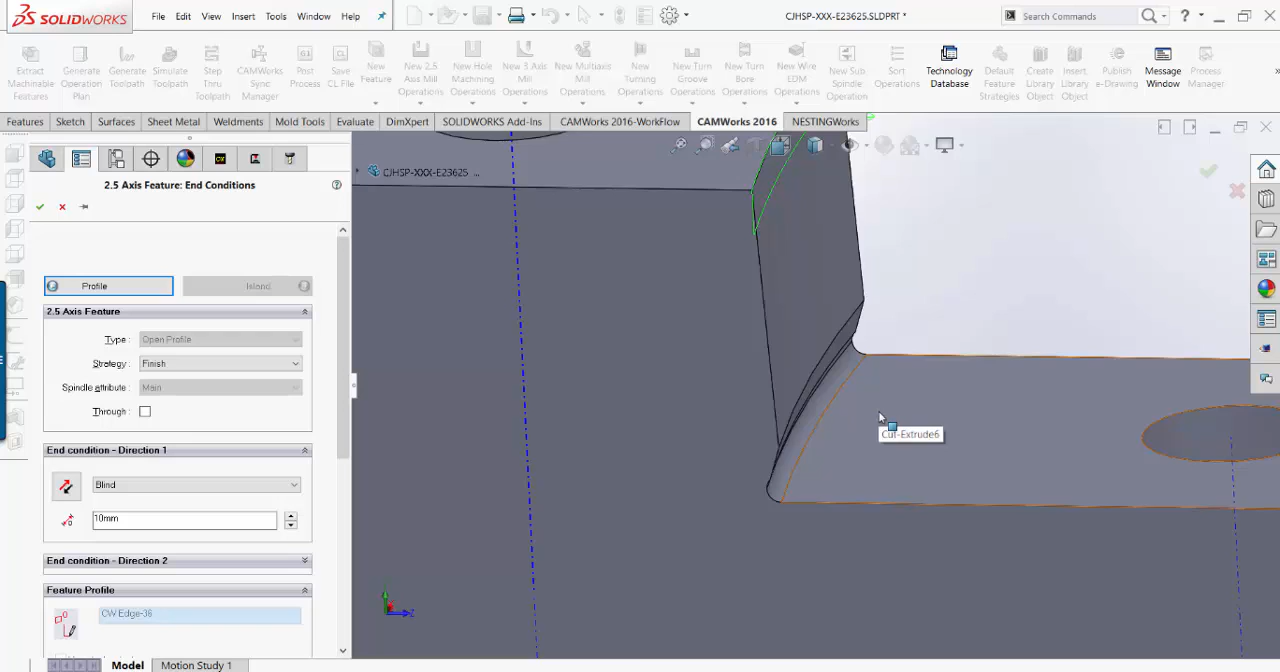 SOLIDWORKS File Edit View Insert Tools Window Help CJHSP-XXX-E23625.SLDPRT * Search Commands
Extract Machinable Features
Generate Operation Plan
Generate Toolpath
Simulate Toolpath
Step Thru Toolpath
CAMWorks Sync Manager
Post Process
Save CL File
New Feature
New 2.5 Axis Mill Operations
New Hole Machining Operations
New 3 Axis Mill Operations
New Multiaxis Mill Operations
New Turning Operations
New Turn Groove Operations
New Turn Bore Operations
New Wire EDM Operations
New Sub Spindle Operation
Sort Operations
Technology Database
Default Feature Strategies
Create Library Object
Insert Library Object
Publish e-Drawing
Message Window
Process Manager
Features Sketch Surfaces Sheet Metal Weldments Mold Tools Evaluate DimXpert SOLIDWORKS Add-Ins CAMWorks 2016-WorkFlow CAMWorks 2016 NESTINGWorks
CJHSP-XXX-E23625 ...
2.5 Axis Feature: End Conditions
Profile Island
2.5 Axis Feature
Type: Open Profile
Strategy: Finish
Spindle attribute: Main
Through:
End condition - Direction 1
Blind
10mm
End condition - Direction 2
Feature Profile
CW Edge-36
Cut-Extrude6
Z
Model Motion Study 1